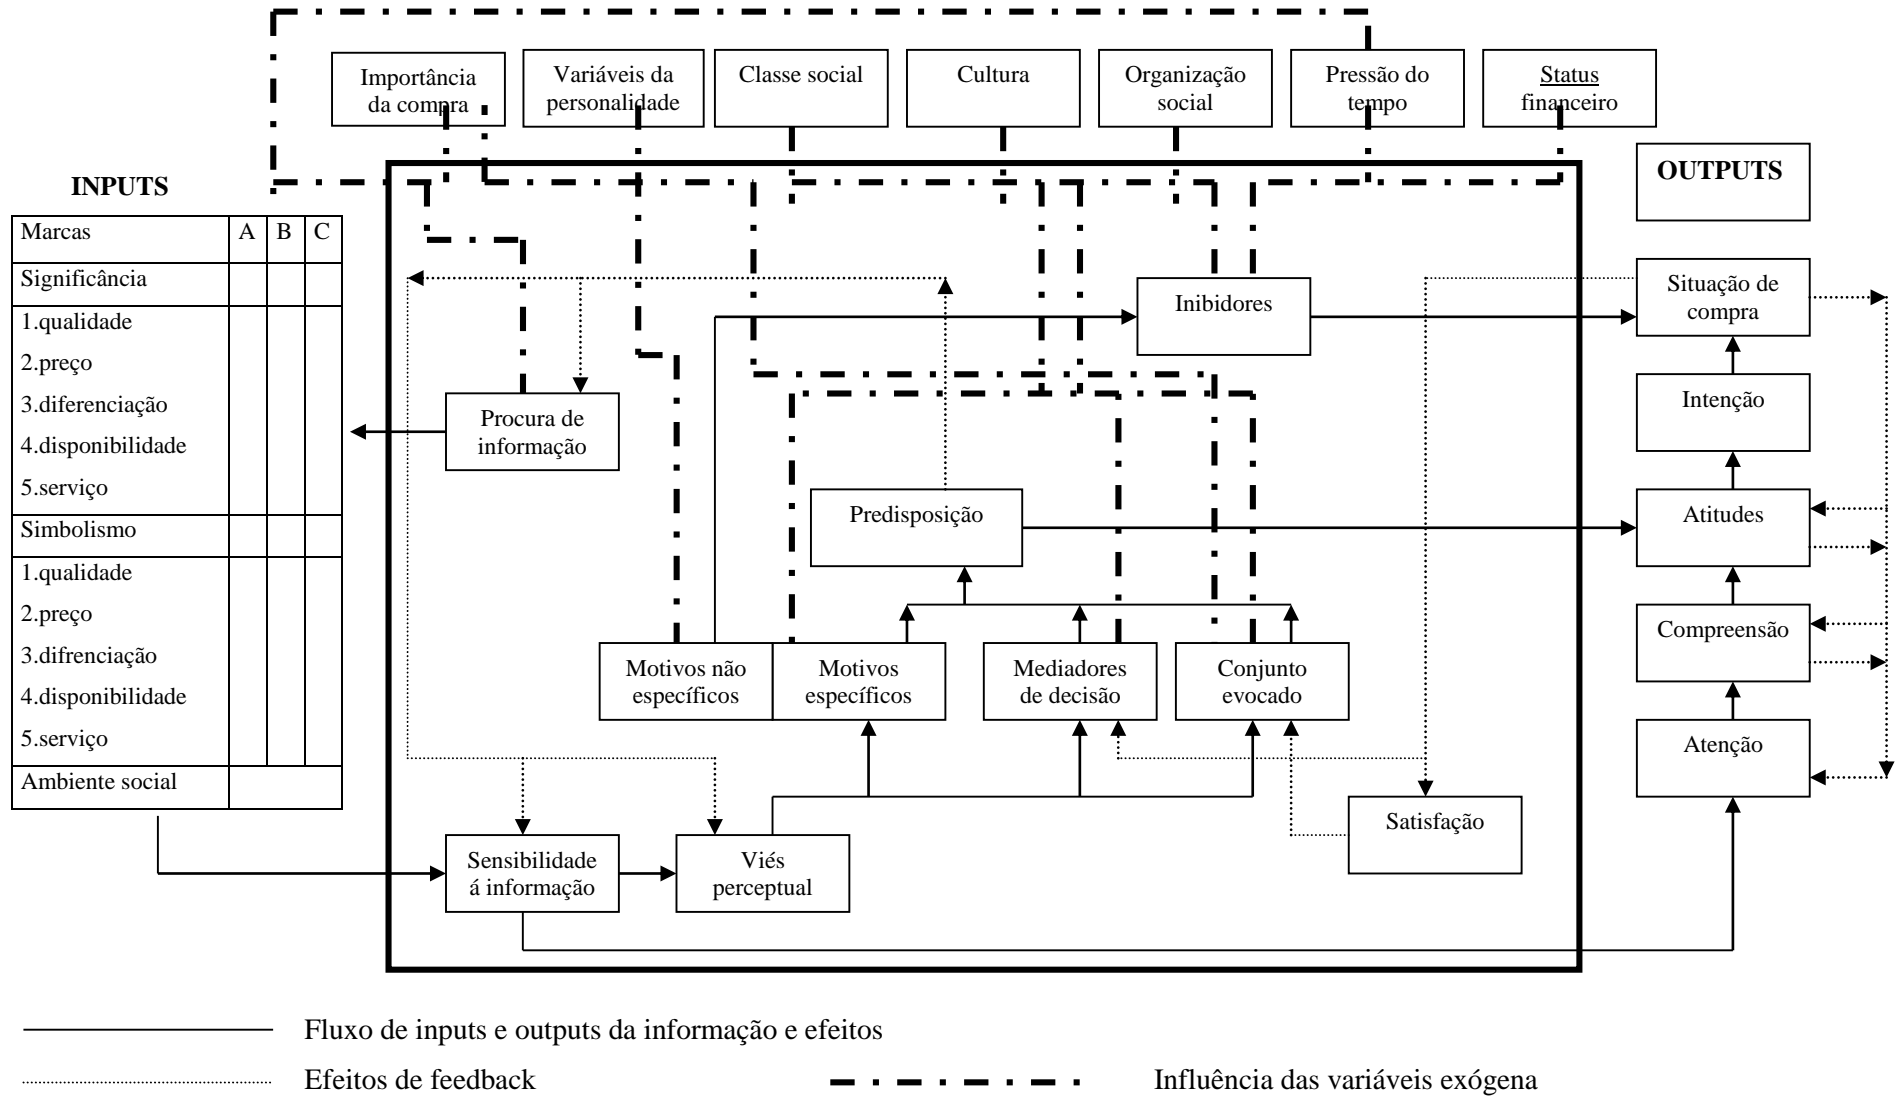 Importância
da compra
Variáveis da
personalidade
Classe social
Cultura
Organização
social
Pressão do
tempo
Status
financeiro
INPUTS
OUTPUTS
Marcas A B C
Significância
1.qualidade
2.preço
3.diferenciação
4.disponibilidade
5.serviço
Simbolismo
1.qualidade
2.preço
3.difrenciação
4.disponibilidade
5.serviço
Ambiente social
Procura de
informação
Inibidores
Predisposição
Motivos não
específicos
Motivos
específicos
Mediadores
de decisão
Conjunto
evocado
Satisfação
Sensibilidade
á informação
Viés
perceptual
Situação de
compra
Intenção
Atitudes
Compreensão
Atenção
Fluxo de inputs e outputs da informação e efeitos
Efeitos de feedback
Influência das variáveis exógena